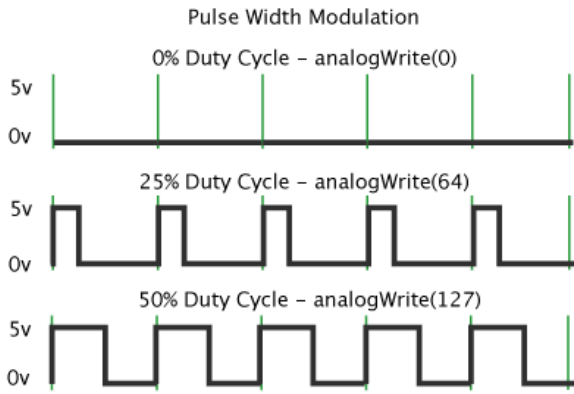 Pulse Width Modulation
0% Duty Cycle – analogWrite(0)
5v
0v
25% Duty Cycle – analogWrite(64)
5v
0v
50% Duty Cycle – analogWrite(127)
5v
0v